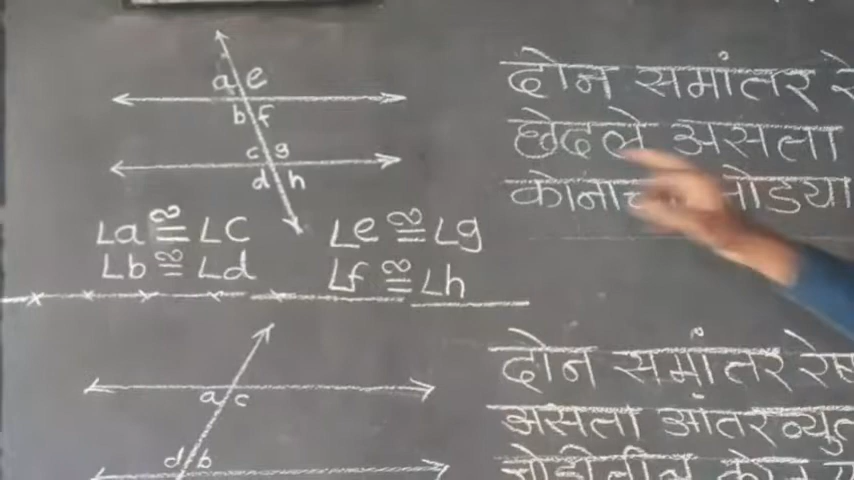 a e
b f
c g
d h
∠a ≅ ∠c
∠b ≅ ∠d
∠e ≅ ∠g
∠f ≅ ∠h
दोन समांतर
छेदले असता
जोड्या
a c
d b
दोन समांतर
असता आंतरव्युत